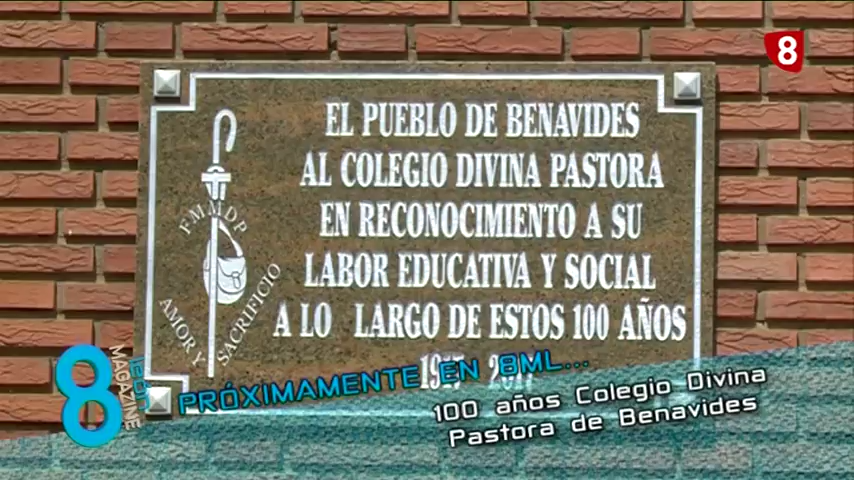 8
EL PUEBLO DE BENAVIDES
AL COLEGIO DIVINA PASTORA
EN RECONOCIMIENTO A SU
LABOR EDUCATIVA Y SOCIAL
A LO LARGO DE ESTOS 100 AÑOS
FMMDP
AMOR Y SACRIFICIO
8 león
MAGAZINE
PRÓXIMAMENTE EN 8ML...
100 años Colegio Divina
Pastora de Benavides